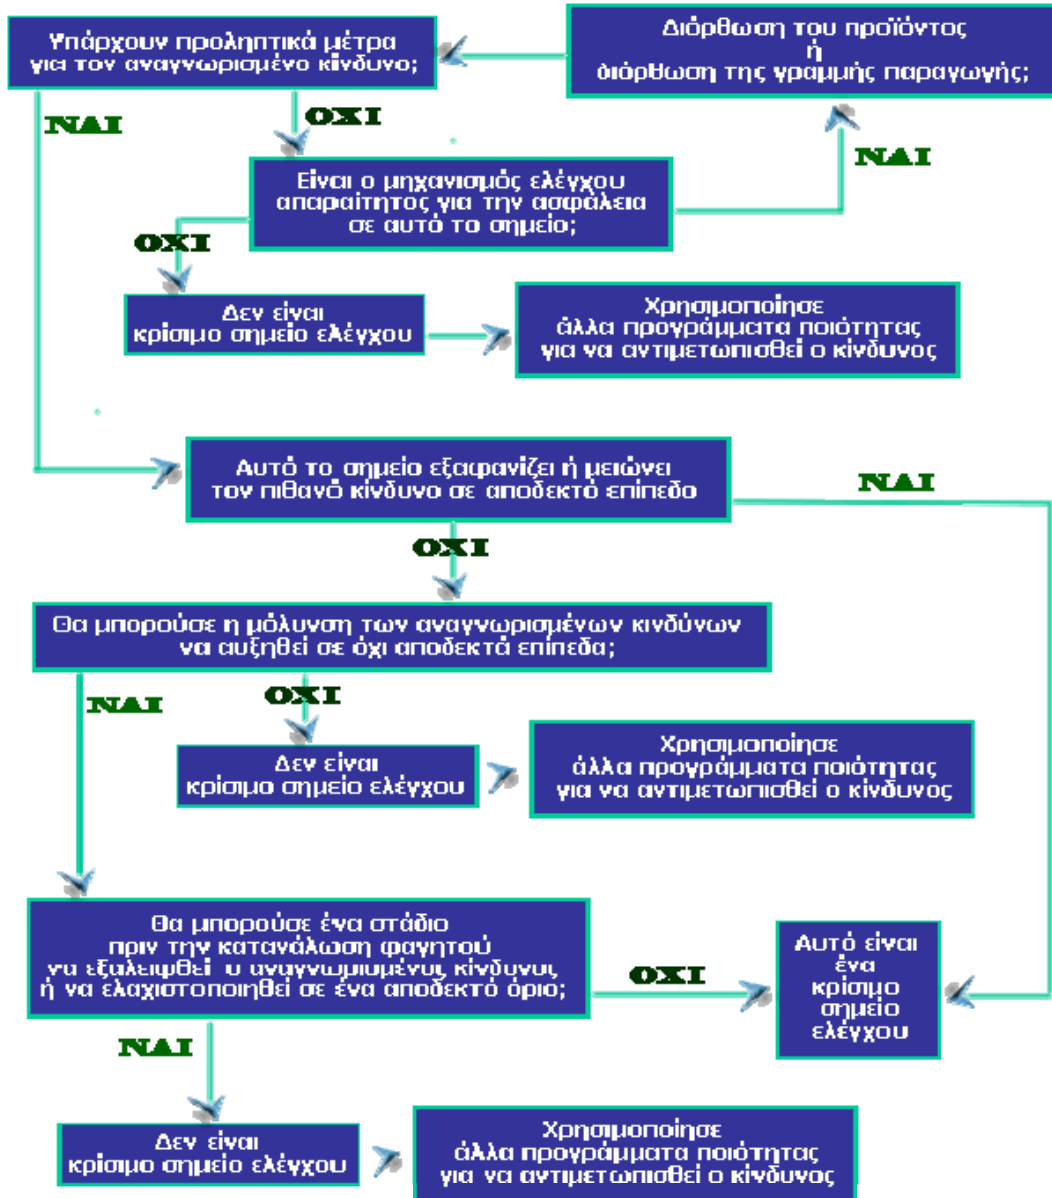 Υπάρχουν προληπτικά μέτρα
για τον αναγνωρισμένο κίνδυνο;
Διόρθωση του προϊόντος
ή
διόρθωση της γραμμής παραγωγής;
ΝΑΙ
ΟΧΙ
ΝΑΙ
Είναι ο μηχανισμός ελέγχου
απαραίτητος για την ασφάλεια
σε αυτό το σημείο;
ΟΧΙ
Δεν είναι
κρίσιμο σημείο ελέγχου
Χρησιμοποίησε
άλλα προγράμματα ποιότητας
για να αντιμετωπισθεί ο κίνδυνος
Αυτό το σημείο εξαφανίζει ή μειώνει
τον πιθανό κίνδυνο σε αποδεκτό επίπεδο
ΝΑΙ
ΟΧΙ
Θα μπορούσε η μόλυνση των αναγνωρισμένων κινδύνων
να αυξηθεί σε όχι αποδεκτά επίπεδα;
ΝΑΙ
ΟΧΙ
Δεν είναι
κρίσιμο σημείο ελέγχου
Χρησιμοποίησε
άλλα προγράμματα ποιότητας
για να αντιμετωπισθεί ο κίνδυνος
Θα μπορούσε ένα στάδιο
πριν την κατανάλωση φαγητού
να εξαλειφθεί ο αναγνωρισμένος κίνδυνος
ή να ελαχιστοποιηθεί σε ένα αποδεκτό όριο;
ΟΧΙ
Αυτό είναι
ένα
κρίσιμο
σημείο
ελέγχου
ΝΑΙ
Δεν είναι
κρίσιμο σημείο ελέγχου
Χρησιμοποίησε
άλλα προγράμματα ποιότητας
για να αντιμετωπισθεί ο κίνδυνος